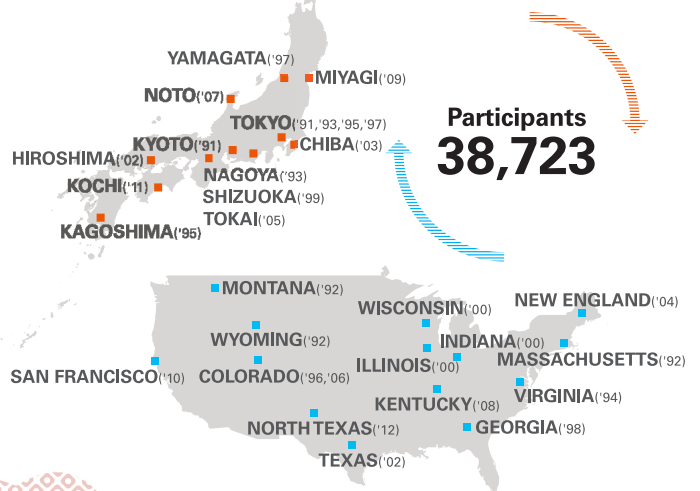 YAMAGATA('97)
MIYAGI('09)
NOTO('07)
TOKYO('91,'93,'95,'97)
KYOTO('91)
CHIBA('03)
HIROSHIMA('02)
NAGOYA('93)
KOCHI('11)
SHIZUOKA('99)
TOKAI('05)
KAGOSHIMA('95)
Participants
38,723
MONTANA('92)
WISCONSIN('00)
NEW ENGLAND('04)
WYOMING('92)
INDIANA('00)
ILLINOIS('00)
MASSACHUSETTS('92)
SAN FRANCISCO('10)
COLORADO('96,'06)
KENTUCKY('08)
VIRGINIA('94)
NORTH TEXAS('12)
GEORGIA('98)
TEXAS('02)